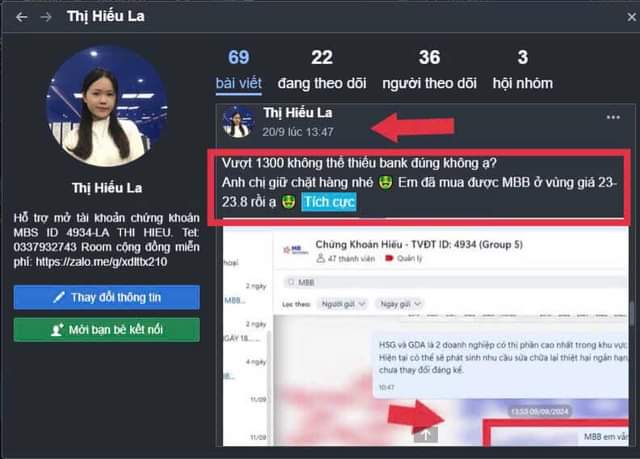 Thị Hiếu La
69
bài viết
22
đang theo dõi
36
người theo dõi
3
hội nhóm
Thị Hiếu La
Hỗ trợ mở tài khoản chứng khoán
MBS ID 4934-LA THI HIEU. Tel:
0337932743 Room cộng đồng miễn
phí: https://zalo.me/g/xdlttx210
Thay đổi thông tin
Mời bạn bè kết nối
Thị Hiếu La
20/9 lúc 13:47
Vượt 1300 không thể thiếu bank đúng không ạ?
Anh chị giữ chặt hàng nhé 🤑 Em đã mua được MBB ở vùng giá 23-
23.8 rồi ạ 🤑 Tích cực
Chứng Khoán Hiếu - TVĐT ID: 4934 (Group 5)
47 thành viên Quản lý
MBB
Lọc theo: Người gửi Ngày gửi
hoại
2 ngày
MBB...
2 ngày
GÀY 18....
4 ngày
MBB..
11/09
11/09
HSG và GDA là 2 doanh nghiệp có thị phần cao nhất trong khu vực
Hiện tại có thể sẽ phát sinh nhu cầu sửa chữa lại thiệt hại ngắn hạn,
chưa thay đổi đáng kể.
10:47
13:53 09/09/2024
MBB em vẫn